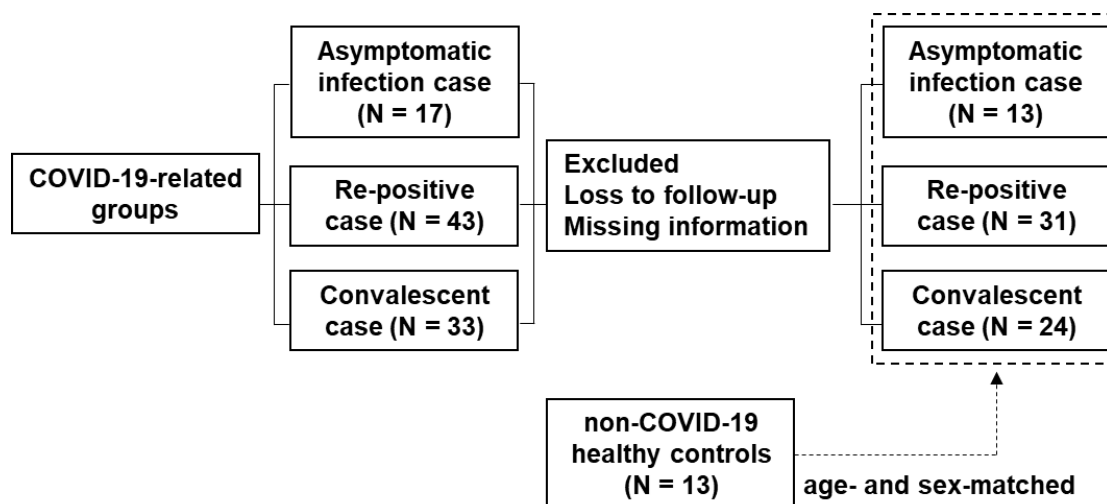 COVID-19-related
groups
Asymptomatic
infection case
(N = 17)
Re-positive
case (N = 43)
Convalescent
case (N = 33)
Excluded
Loss to follow-up
Missing information
Asymptomatic
infection case
(N = 13)
Re-positive
case (N = 31)
Convalescent
case (N = 24)
non-COVID-19
healthy controls
(N = 13)
age- and sex-matched